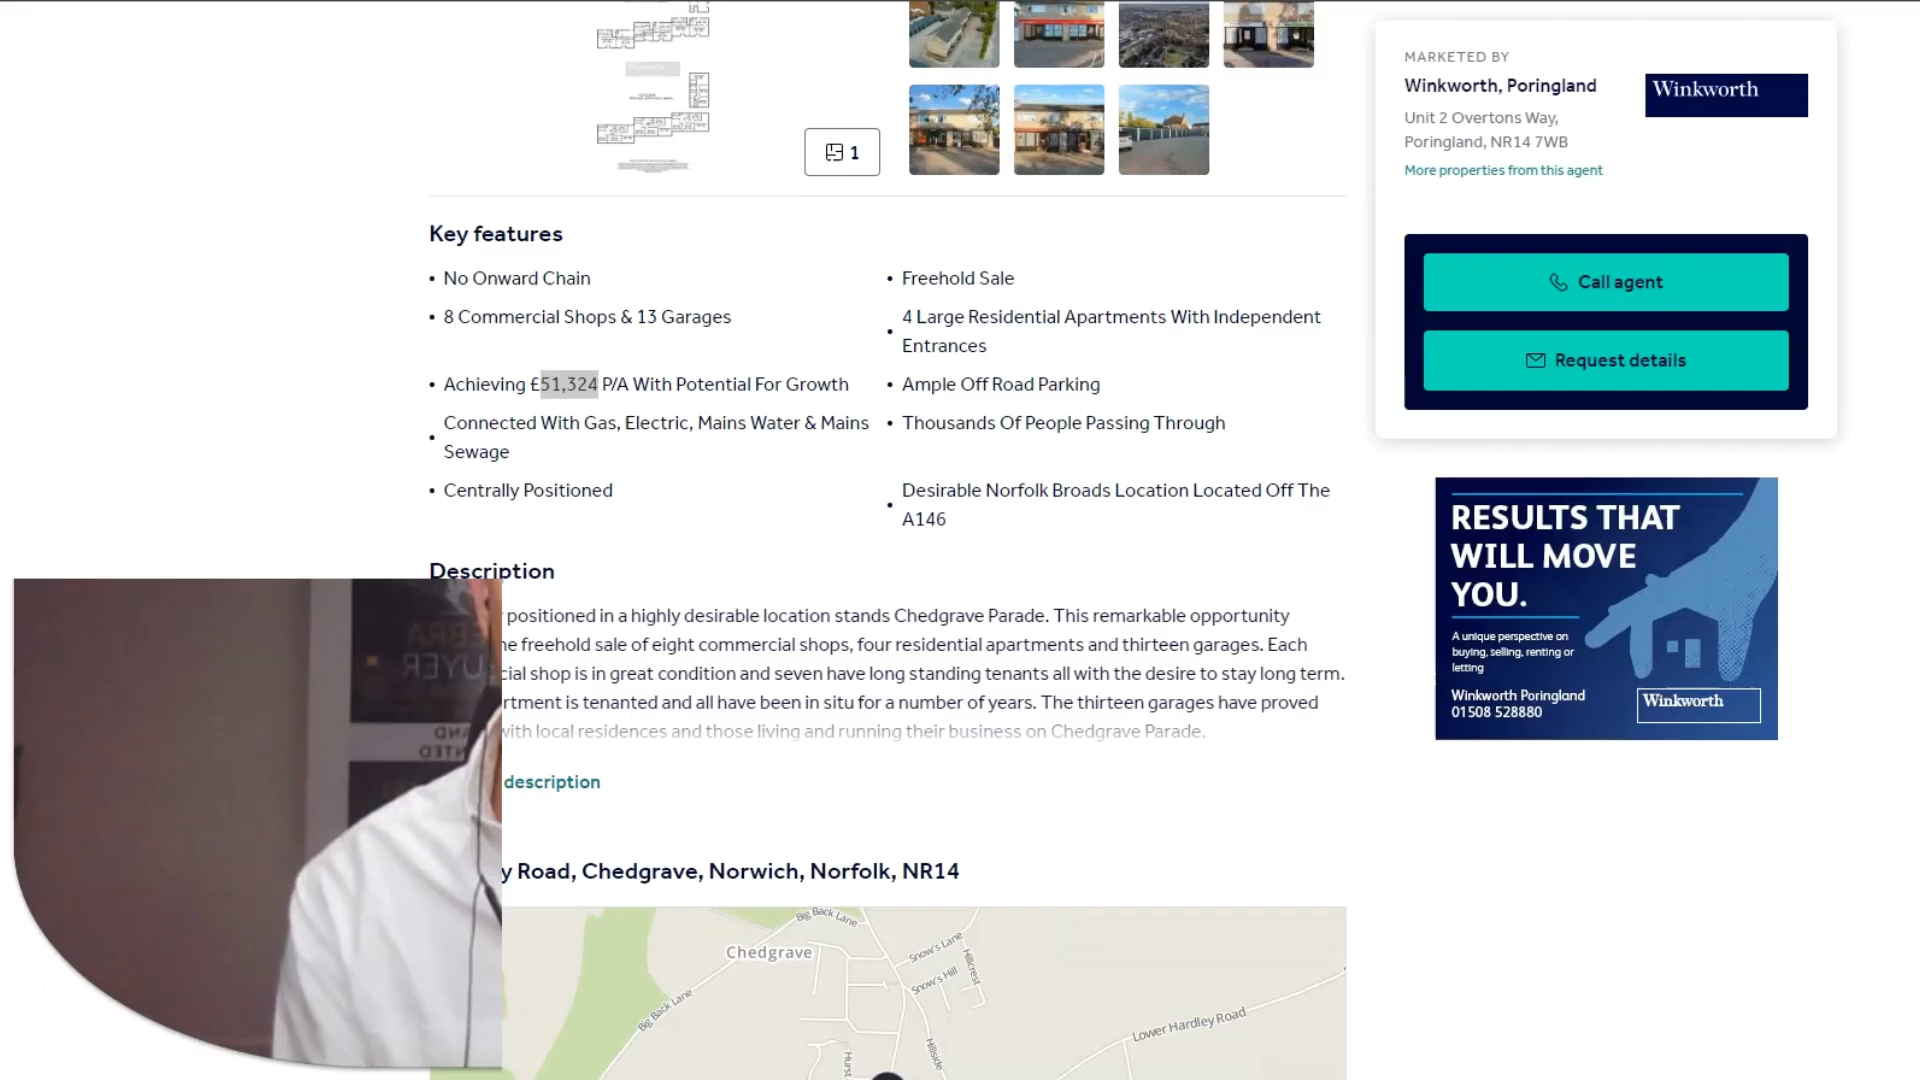 1
MARKETED BY
Winkworth, Poringland
Winkworth
Unit 2 Overtons Way,
Poringland, NR14 7WB
More properties from this agent
Call agent
Request details
Key features
• No Onward Chain
• Freehold Sale
• 8 Commercial Shops & 13 Garages
• 4 Large Residential Apartments With Independent
Entrances
• Achieving £51,324 P/A With Potential For Growth
• Ample Off Road Parking
• Connected With Gas, Electric, Mains Water & Mains
Sewage
• Thousands Of People Passing Through
• Centrally Positioned
• Desirable Norfolk Broads Location Located Off The
A146
RESULTS THAT
WILL MOVE
YOU.
A unique perspective on
buying, selling, renting or
letting
Winkworth Poringland
01508 528880
Winkworth
Description
positioned in a highly desirable location stands Chedgrave Parade. This remarkable opportunity
freehold sale of eight commercial shops, four residential apartments and thirteen garages. Each
shop is in great condition and seven have long standing tenants all with the desire to stay long term.
is tenanted and all have been in situ for a number of years. The thirteen garages have proved
with local residences and those living and running their business on Chedgrave Parade.
description
Road, Chedgrave, Norwich, Norfolk, NR14
Big Back Lane
Chedgrave
Snow's Lane
Hillcrest
Snow's Hill
Big Back Lane
Lower Hardley Road
Hillside
Hurst